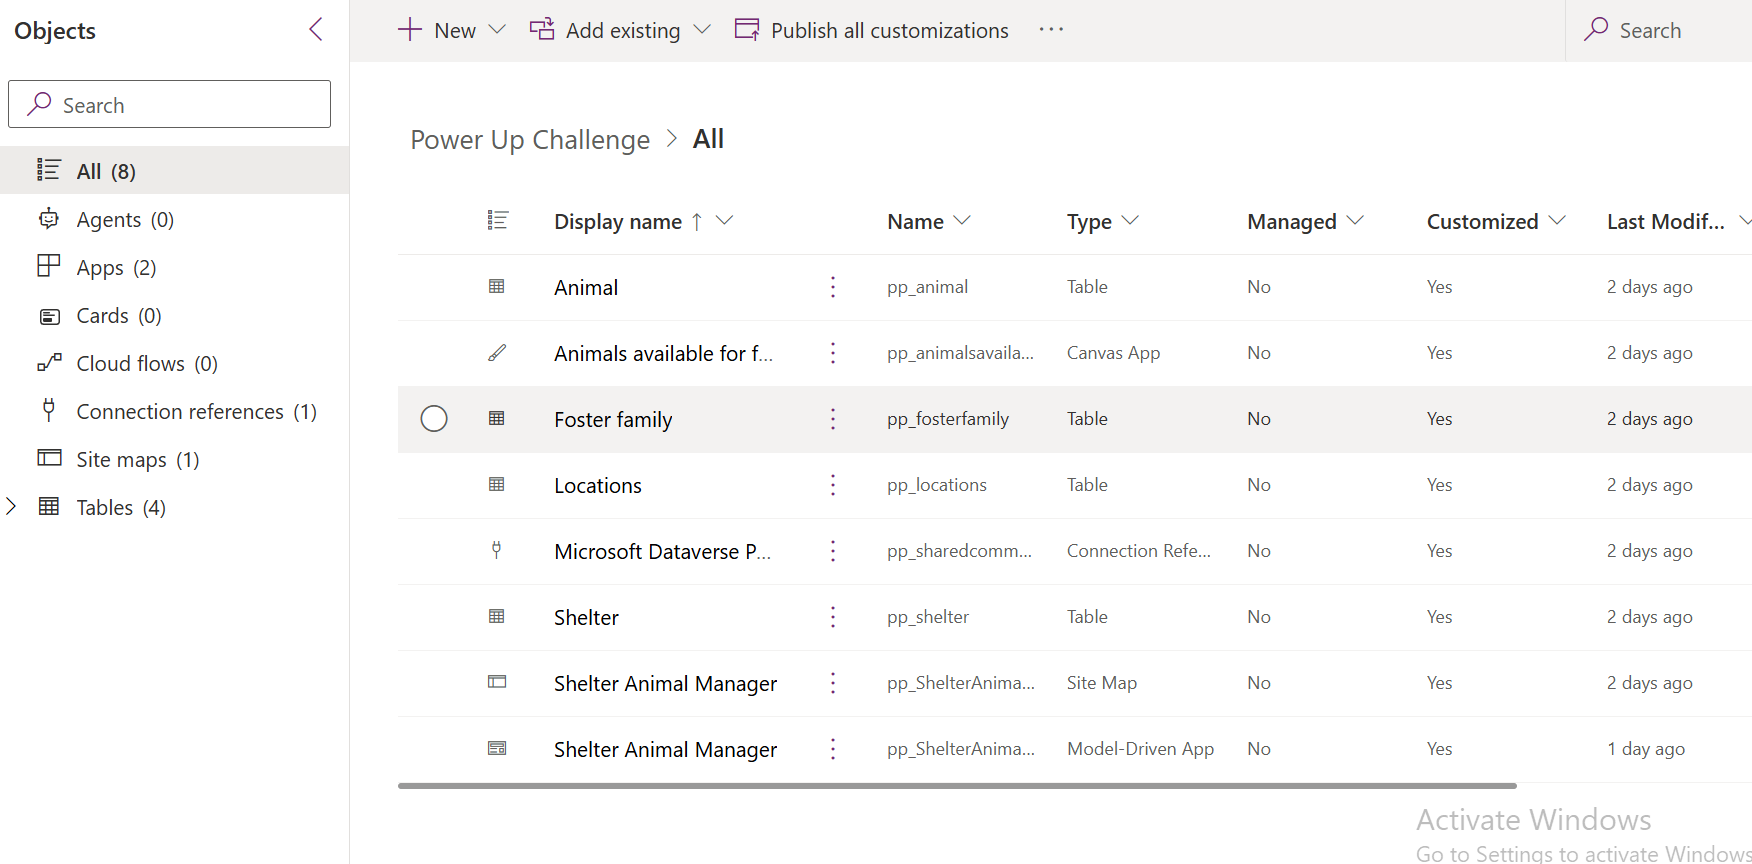 Objects
Search
All (8)
Agents (0)
Apps (2)
Cards (0)
Cloud flows (0)
Connection references (1)
Site maps (1)
Tables (4)
New Add existing Publish all customizations ... Search
Power Up Challenge > All
Display name ↑ Name Type Managed Customized Last Modif...
Animal pp_animal Table No Yes 2 days ago
Animals available for f... pp_animalsavaila... Canvas App No Yes 2 days ago
Foster family pp_fosterfamily Table No Yes 2 days ago
Locations pp_locations Table No Yes 2 days ago
Microsoft Dataverse P... pp_sharedcomm... Connection Refe... No Yes 2 days ago
Shelter pp_shelter Table No Yes 2 days ago
Shelter Animal Manager pp_ShelterAnima... Site Map No Yes 2 days ago
Shelter Animal Manager pp_ShelterAnima... Model-Driven App No Yes 1 day ago
Activate Windows
Go to Settings to activate Windows